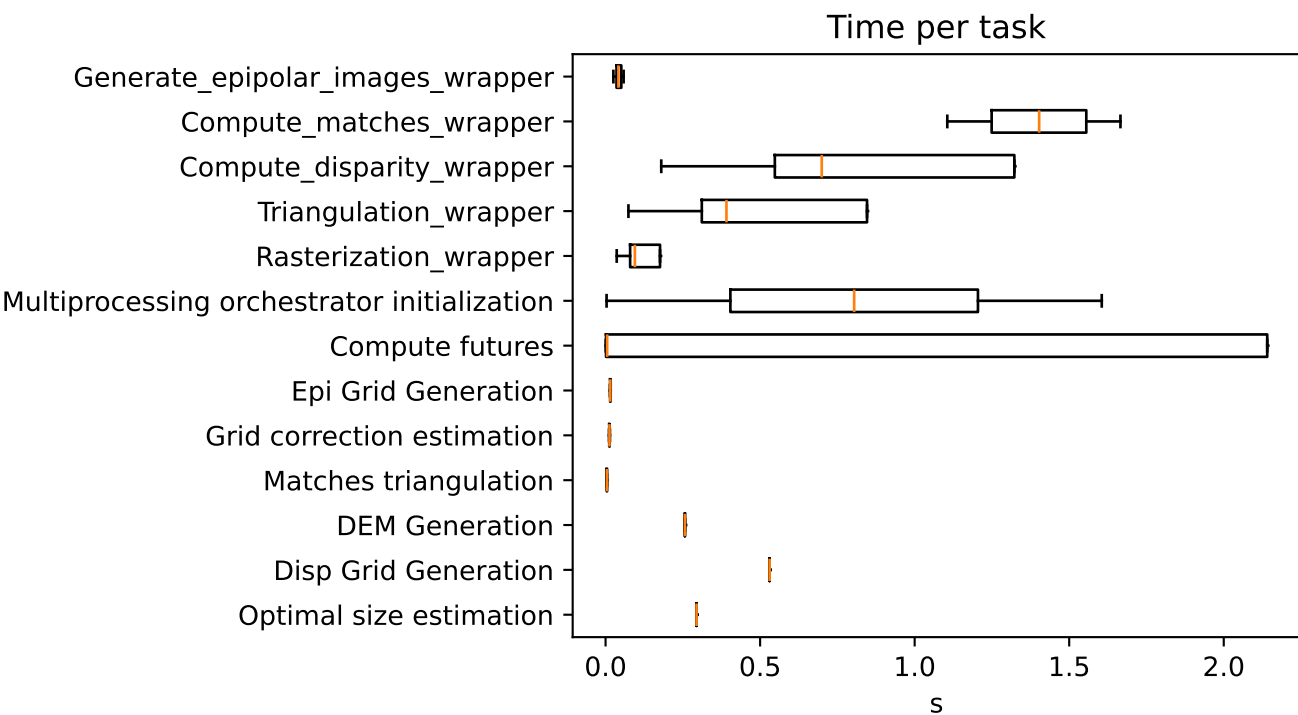 Time per task
Generate_epipolar_images_wrapper
Compute_matches_wrapper
Compute_disparity_wrapper
Triangulation_wrapper
Rasterization_wrapper
Multiprocessing orchestrator initialization
Compute futures
Epi Grid Generation
Grid correction estimation
Matches triangulation
DEM Generation
Disp Grid Generation
Optimal size estimation
0.0 0.5 1.0 1.5 2.0
s